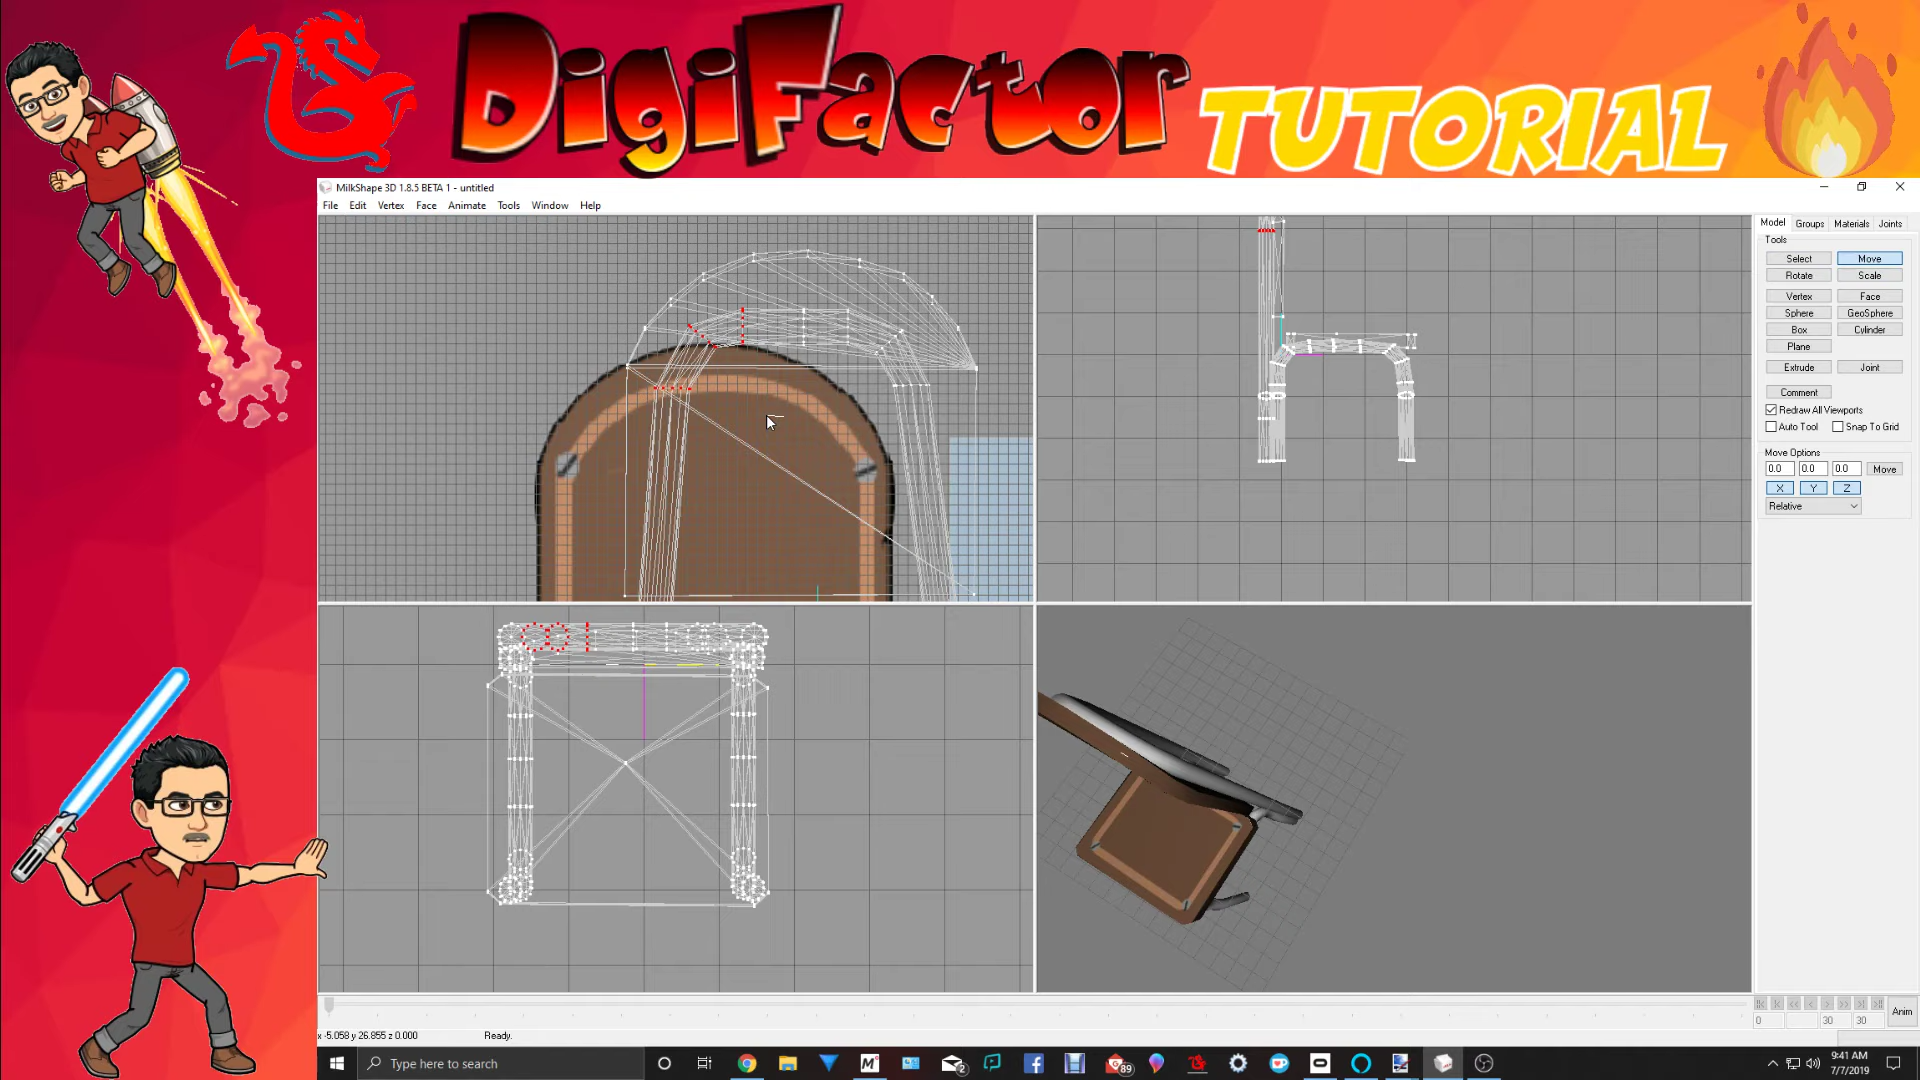 DigiFactor TUTORIAL
MilkShape 3D 1.8.5 BETA 1 - untitled
File Edit Vertex Face Animate Tools Window Help
Model Groups Materials Joints
Tools
Select Move
Rotate Scale
Vertex Face
Sphere GeoSphere
Box Cylinder
Plane
Extrude Joint
Comment
Redraw All Viewports
Auto Tool Snap To Grid
Move Options
0.0 0.0 0.0 Move
X Y Z
Relative
0 30 30 Anim
x -5.058 y 26.855 z 0.000 Ready.
Type here to search
2
89
9:41 AM
7/7/2019